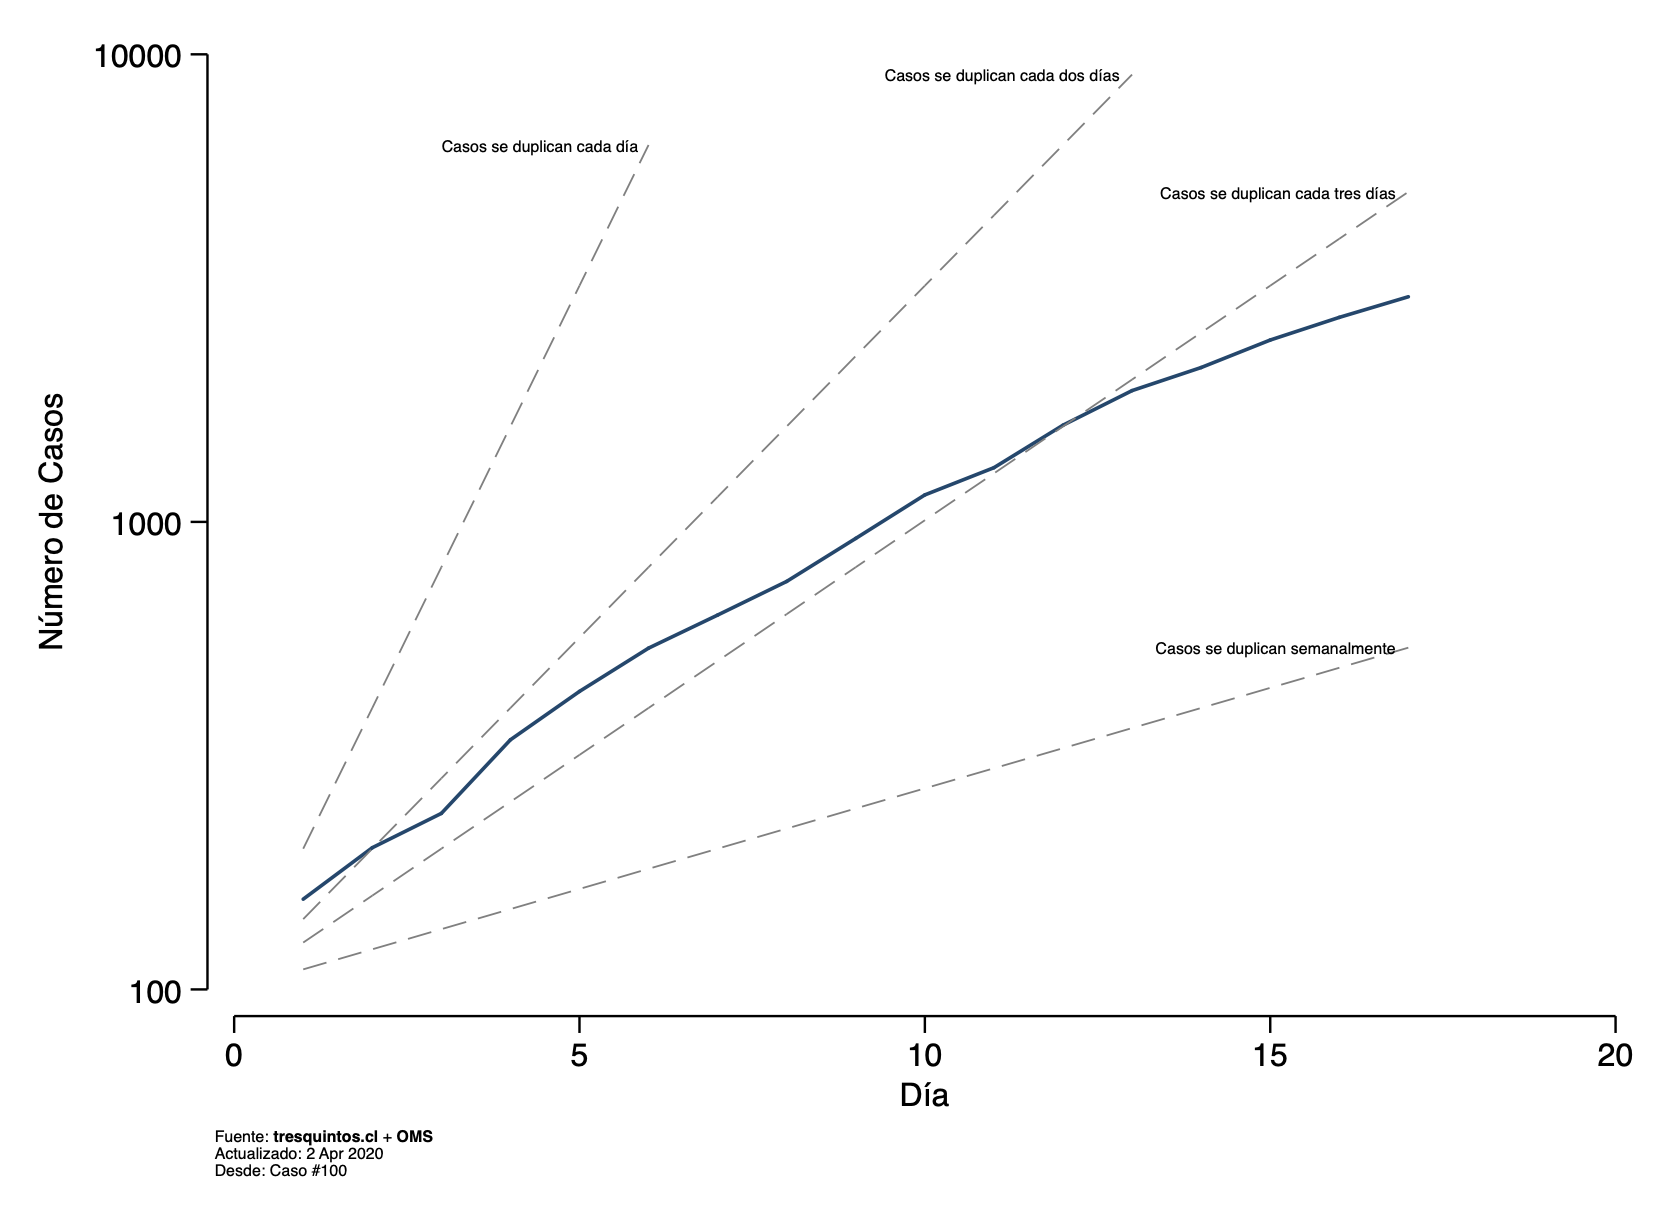 10000
Casos se duplican cada dos días
Casos se duplican cada día
Casos se duplican cada tres días
Número de Casos
1000
Casos se duplican semanalmente
100
0 5 10 15 20
Día
Fuente: tresquintos.cl + OMS
Actualizado: 2 Apr 2020
Desde: Caso #100